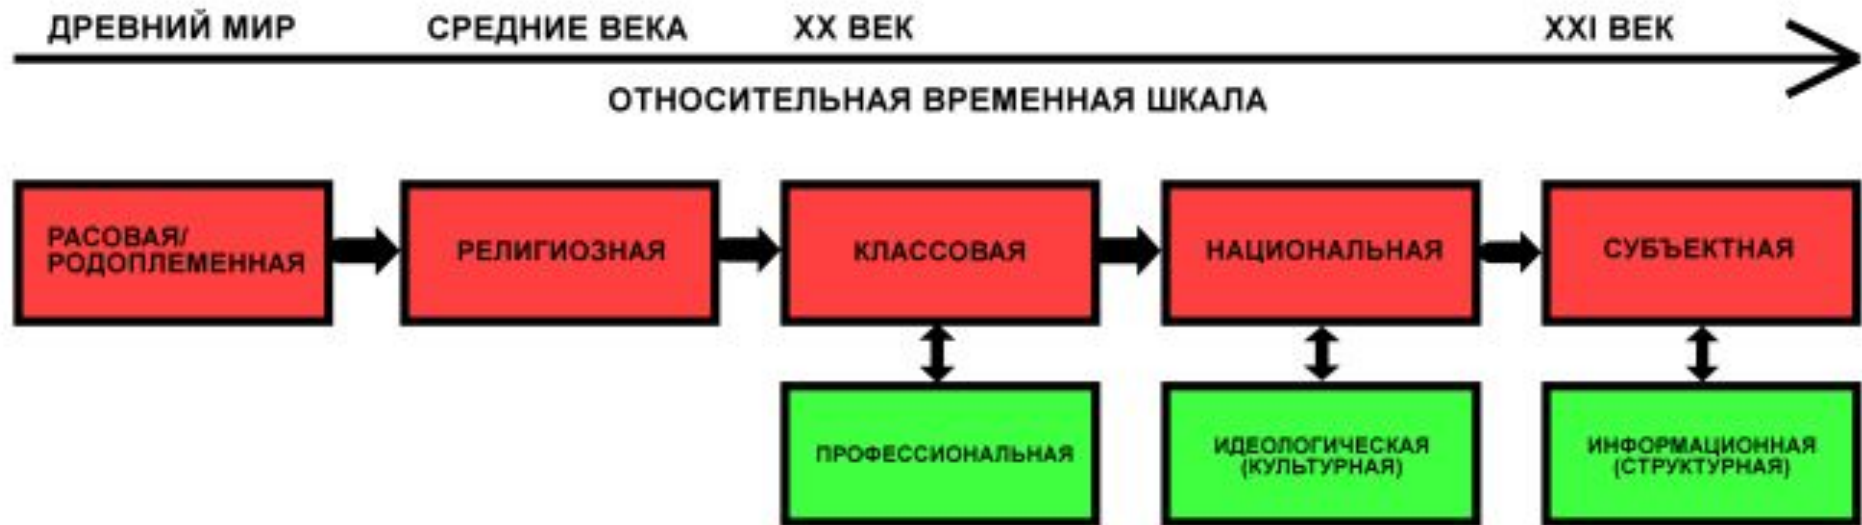 ДРЕВНИЙ МИР
СРЕДНИЕ ВЕКА
XX ВЕК
XXI ВЕК
ОТНОСИТЕЛЬНАЯ ВРЕМЕННАЯ ШКАЛА
РАСОВАЯ/
РОДОПЛЕМЕННАЯ
РЕЛИГИОЗНАЯ
КЛАССОВАЯ
НАЦИОНАЛЬНАЯ
СУБЪЕКТНАЯ
ПРОФЕССИОНАЛЬНАЯ
ИДЕОЛОГИЧЕСКАЯ
(КУЛЬТУРНАЯ)
ИНФОРМАЦИОННАЯ
(СТРУКТУРНАЯ)